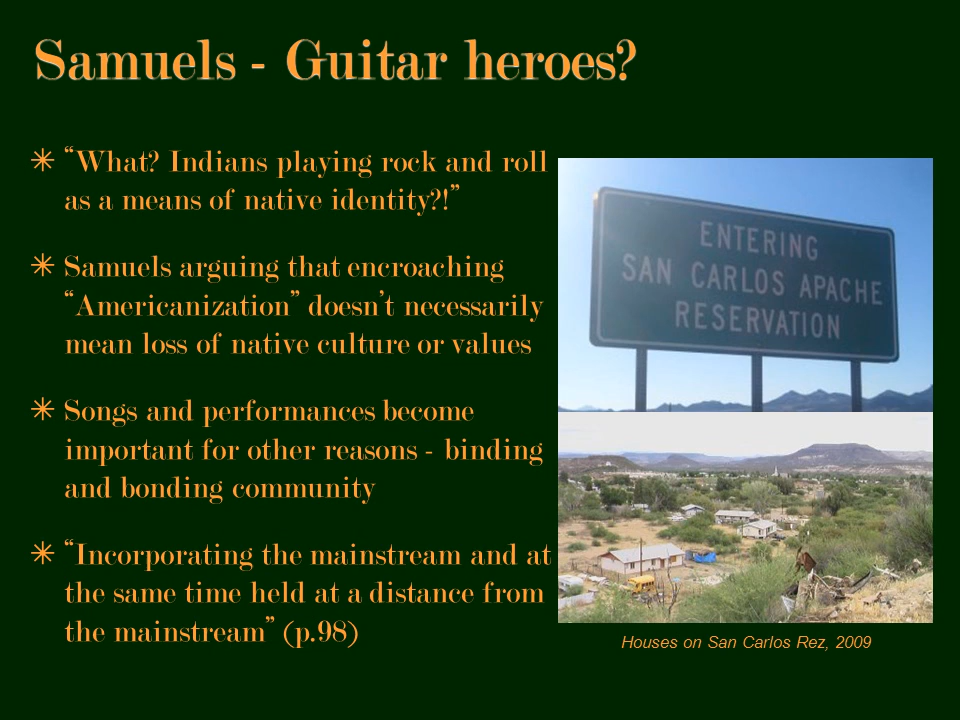 Samuels - Guitar heroes?
✴ “What? Indians playing rock and roll
as a means of native identity?!”
✴ Samuels arguing that encroaching
“Americanization” doesn’t necessarily
mean loss of native culture or values
✴ Songs and performances become
important for other reasons - binding
and bonding community
✴ “Incorporating the mainstream and at
the same time held at a distance from
the mainstream” (p.98)
ENTERING
SAN CARLOS APACHE
RESERVATION
Houses on San Carlos Rez, 2009